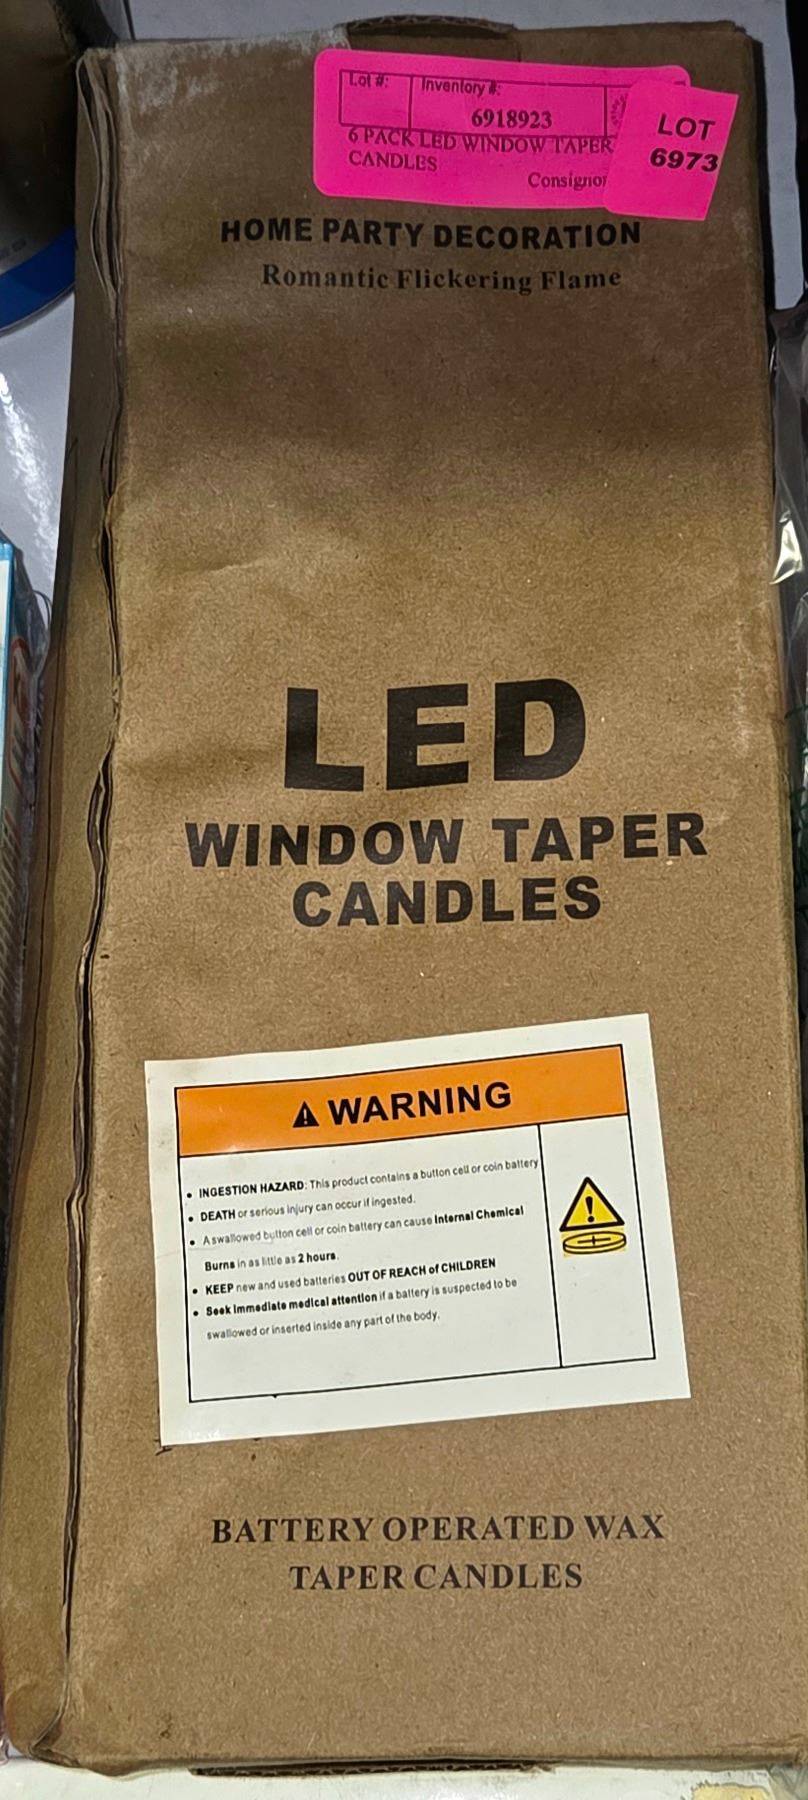 Lot #: Inventory #:
6918923
6 PACK LED WINDOW TAPER
CANDLES
Consignor
LOT
6973
HOME PARTY DECORATION
Romantic Flickering Flame
LED
WINDOW TAPER
CANDLES
WARNING
• INGESTION HAZARD: This product contains a button cell or coin battery
• DEATH or serious injury can occur if ingested.
• A swallowed button cell or coin battery can cause Internal Chemical
Burns in as little as 2 hours.
• KEEP new and used batteries OUT OF REACH of CHILDREN
• Seek immediate medical attention if a battery is suspected to be
swallowed or inserted inside any part of the body.
BATTERY OPERATED WAX
TAPER CANDLES